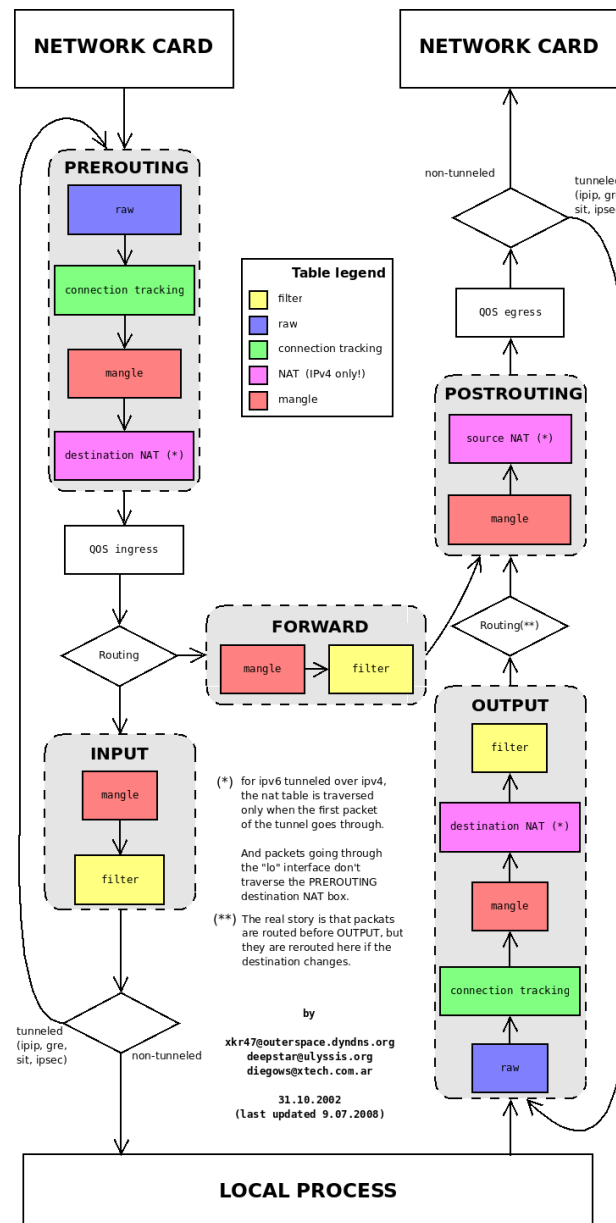 NETWORK CARD
NETWORK CARD
PREROUTING
raw
connection tracking
mangle
destination NAT (*)
QOS ingress
Routing
INPUT
mangle
filter
tunneled
(ipip, gre,
sit, ipsec)
non-tunneled
Table legend
filter
raw
connection tracking
NAT (IPv4 only!)
mangle
FORWARD
mangle
filter
non-tunneled
tunneled
(ipip, gre,
sit, ipsec
QOS egress
POSTROUTING
source NAT (*)
mangle
Routing(**)
OUTPUT
filter
destination NAT (*)
mangle
connection tracking
raw
(*) for ipv6 tunneled over ipv4,
the nat table is traversed
only when the first packet
of the tunnel goes through.
And packets going through
the "lo" interface don't
traverse the PREROUTING
destination NAT box.
(**) The real story is that packats
are routed before OUTPUT, but
they are rerouted here if the
destination changes.
by
xkr47@outerspace.dyndns.org
deepstar@ulyssis.org
diegows@xtech.com.ar
31.10.2002
(last updated 9.07.2008)
LOCAL PROCESS